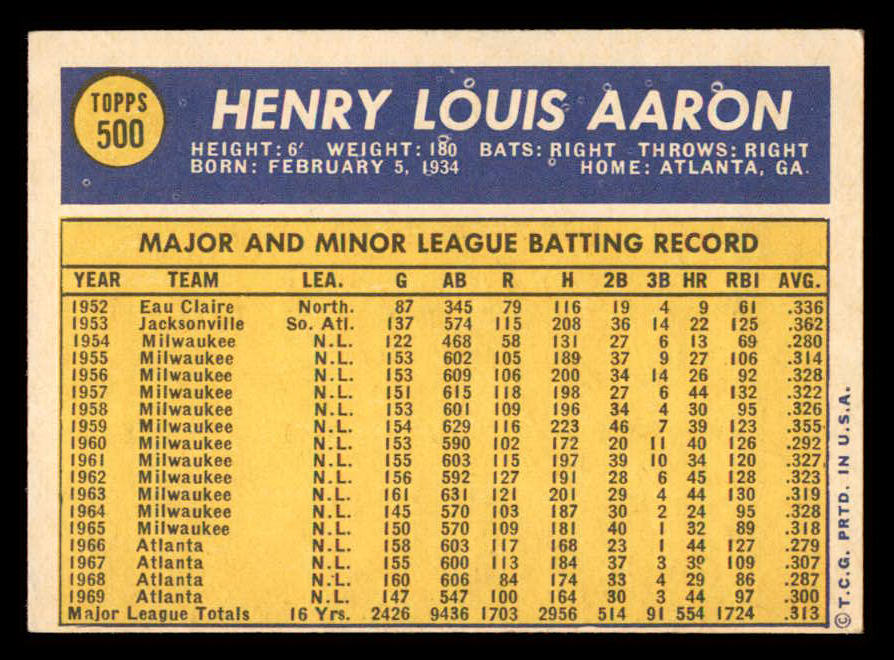 TOPPS 500
HENRY LOUIS AARON
HEIGHT: 6' WEIGHT: 180 BATS: RIGHT THROWS: RIGHT
BORN: FEBRUARY 5, 1934 HOME: ATLANTA, GA.
MAJOR AND MINOR LEAGUE BATTING RECORD
YEAR TEAM LEA. G AB R H 2B 3B HR RBI AVG.
1952 Eau Claire North. 87 345 79 116 19 4 9 61 .336
1953 Jacksonville So. Atl. 137 574 115 208 36 14 22 125 .362
1954 Milwaukee N.L. 122 468 58 131 27 6 13 69 .280
1955 Milwaukee N.L. 153 602 105 189 37 9 27 106 .314
1956 Milwaukee N.L. 153 609 106 200 34 14 26 92 .328
1957 Milwaukee N.L. 151 615 118 198 27 6 44 132 .322
1958 Milwaukee N.L. 153 601 109 196 34 4 30 95 .326
1959 Milwaukee N.L. 154 629 116 223 46 7 39 123 .355
1960 Milwaukee N.L. 153 590 102 172 20 11 40 126 .292
1961 Milwaukee N.L. 155 603 115 197 39 10 34 120 .327
1962 Milwaukee N.L. 156 592 127 191 28 6 45 128 .323
1963 Milwaukee N.L. 161 631 121 201 29 4 44 130 .319
1964 Milwaukee N.L. 145 570 103 187 30 2 24 95 .328
1965 Milwaukee N.L. 150 570 109 181 40 1 32 89 .318
1966 Atlanta N.L. 158 603 117 168 23 1 44 127 .279
1967 Atlanta N.L. 155 600 113 184 37 3 39 109 .307
1968 Atlanta N.L. 160 606 84 174 33 4 29 86 .287
1969 Atlanta N.L. 147 547 100 164 30 3 44 97 .300
Major League Totals 16 Yrs. 2426 9436 1703 2956 514 91 554 1724 .313
©T.C.G. PRTD. IN U.S.A.